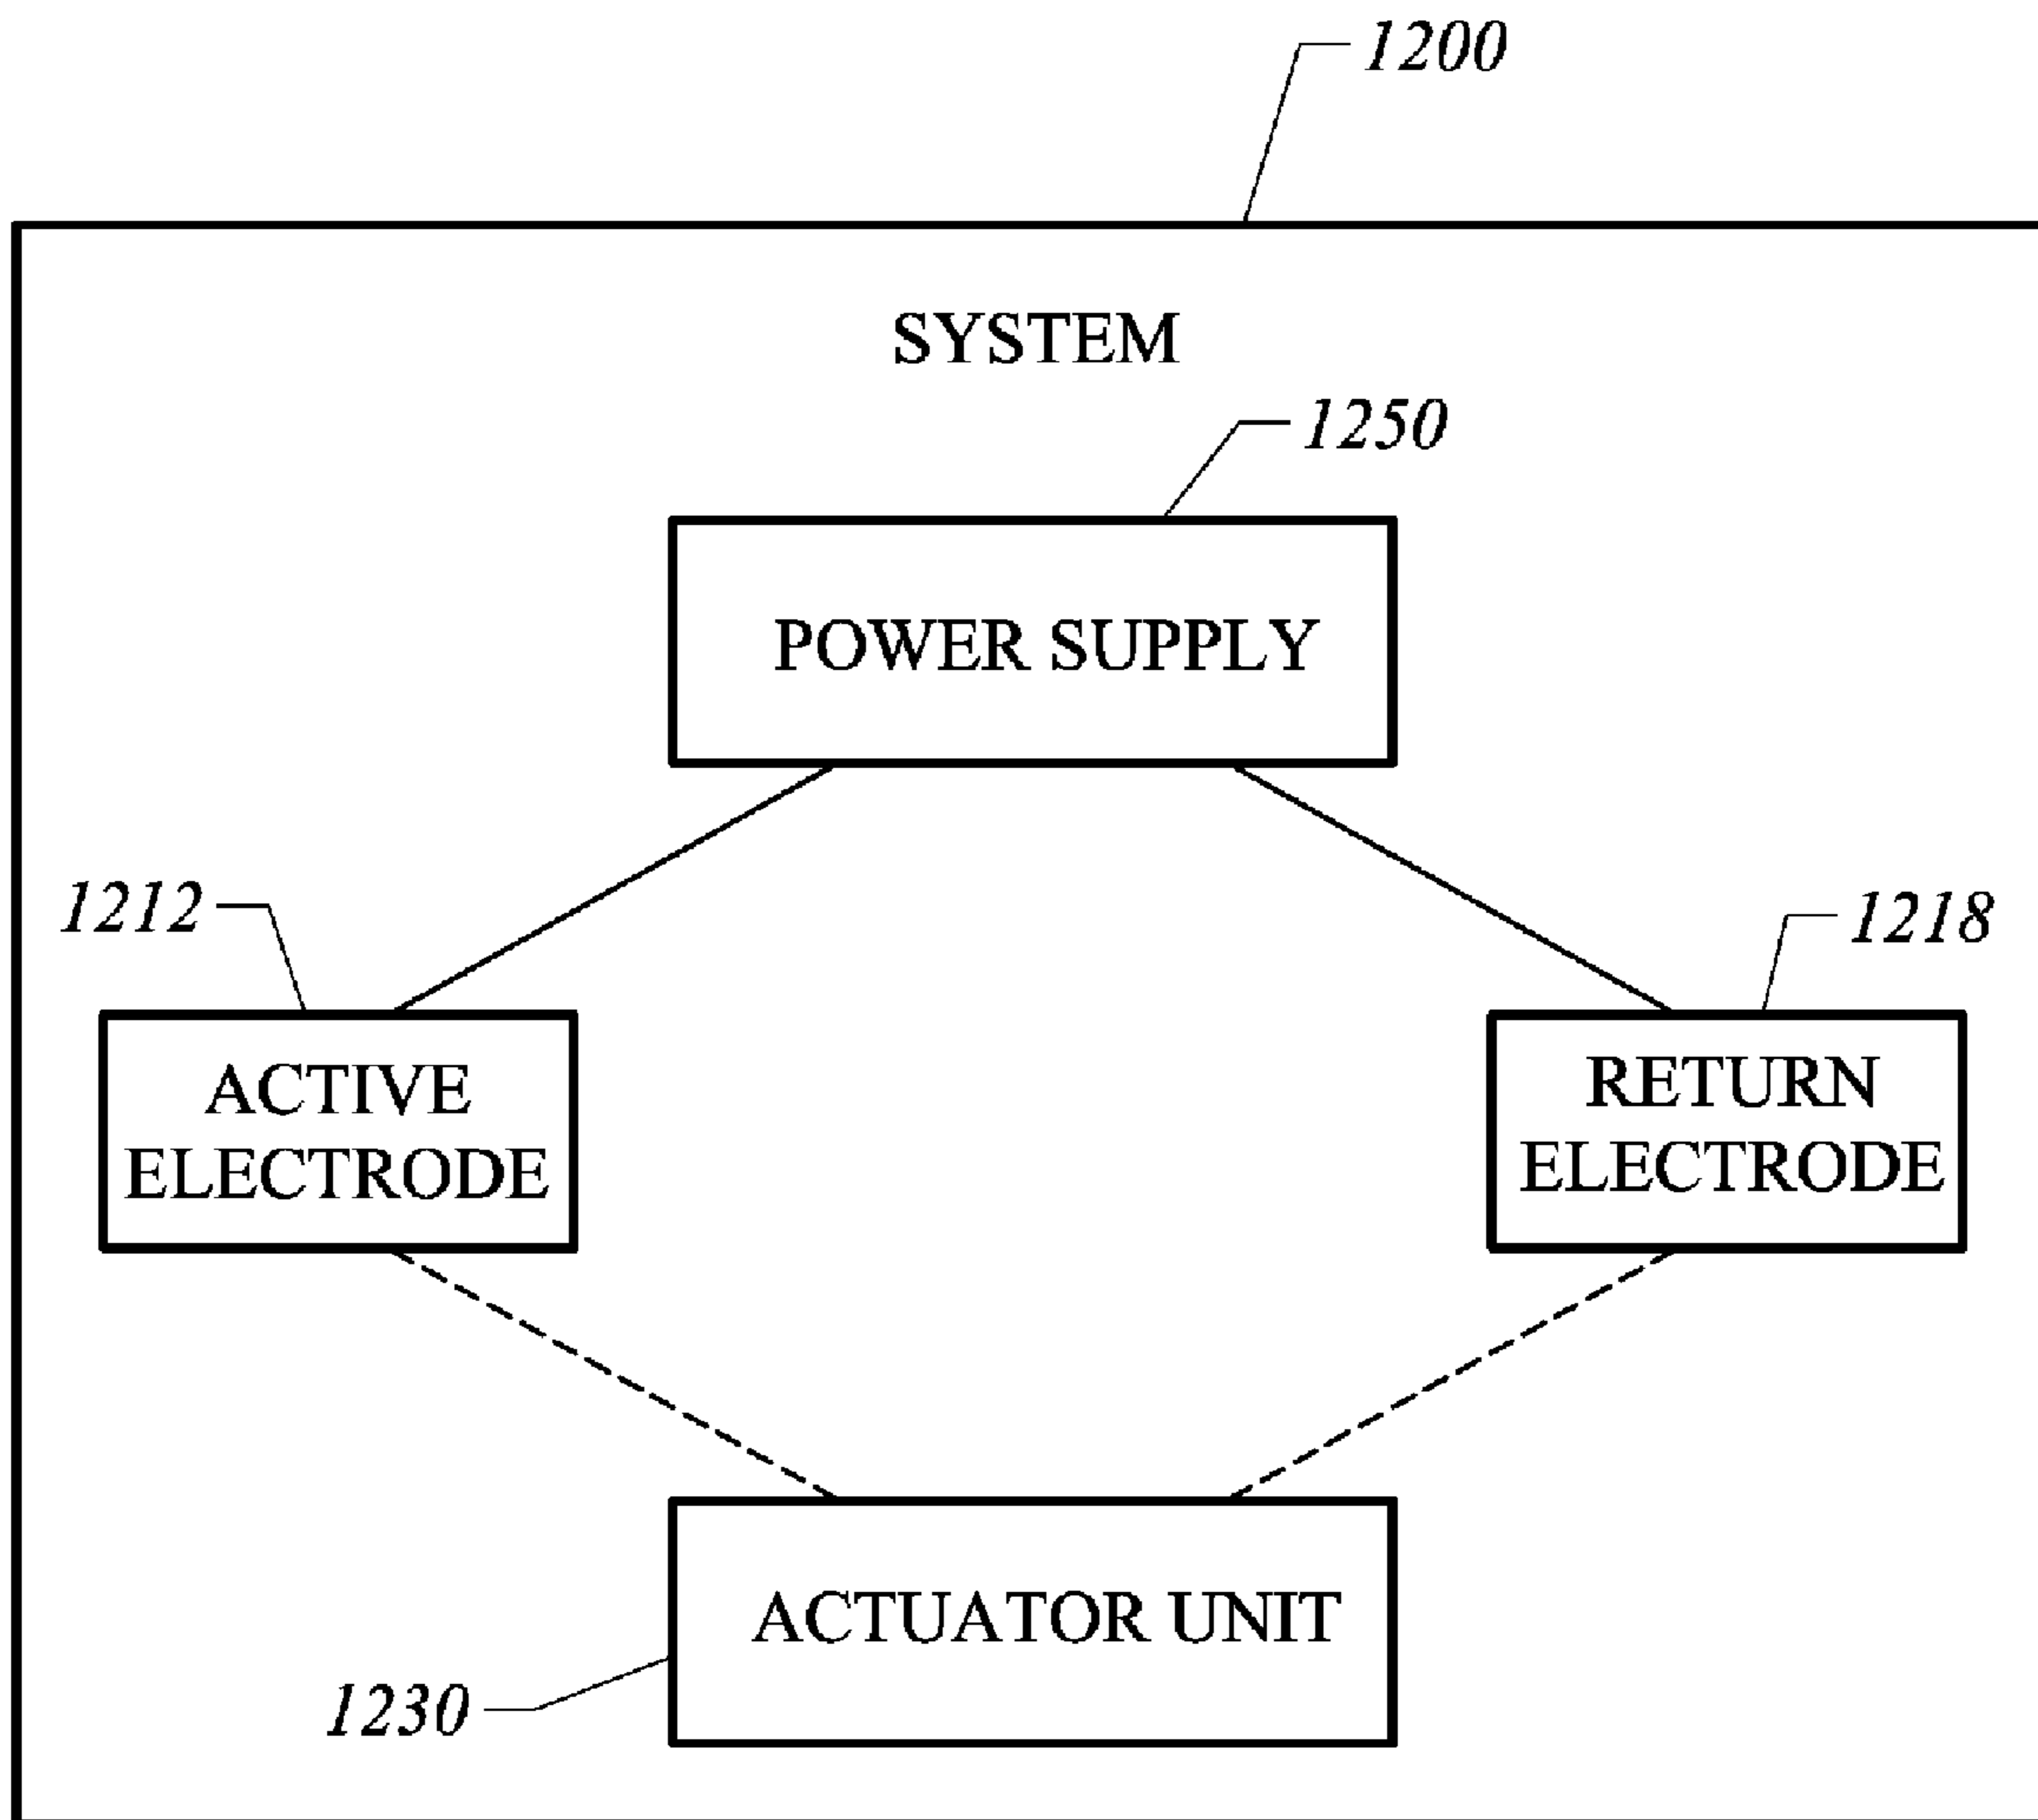 1200
SYSTEM
1250
POWER SUPPLY
1212
1218
ACTIVE
ELECTRODE
RETURN
ELECTRODE
ACTUATOR UNIT
1230